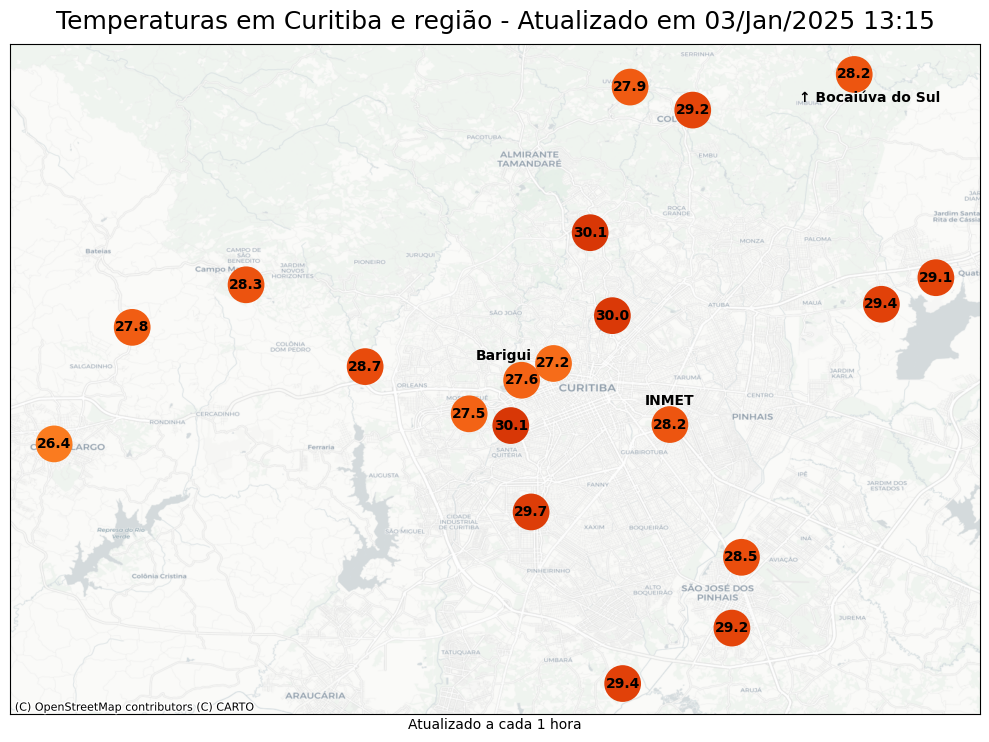 Temperaturas em Curitiba e região - Atualizado em 03/Jan/2025 13:15
SERRINHA
28.2
27.9
↑ Bocaiúva do Sul
29.2
PACOTUBA
ALMIRANTE
TAMANDARÉ
EMBU
ROÇA
GRANDE
Jardim Santa
Rita de Cássia
30.1
MONZA
PALOMA
Bateias
CAMPO DE
SÃO
BENEDITO
JURUQUI
PIONEIRO
JARDIM
NOVOS
HORIZONTES
28.3
29.1
29.4
MAUÁ
ATUBA
SÃO JOÃO
30.0
27.8
COLÔNIA
DOM PEDRO
Barigui
27.2
SALGADINHO
28.7
27.6
JARDIM
KARLA
TARUMÃ
ORLEANS
CURITIBA
CENTRO
INMET
27.5
PINHAIS
CERCADINHO
RONDINHA
30.1
28.2
26.4
Ferraria
SANTA
QUITÉRIA
GUABIROTUBA
AUGUSTA
IPÊ
FANNY
JARDIM DOS
ESTADOS I
29.7
CIDADE
INDUSTRIAL
DE CURITIBA
XAXIM
BOQUEIRÃO
Represa do Rio
Verde
INÁ
28.5
AVIAÇÃO
PINHEIRINHO
Colônia Cristina
ALTO
BOQUEIRÃO
SÃO JOSÉ DOS
PINHAIS
JUREMA
29.2
TATUQUARA
UMBARÁ
29.4
ARUJÁ
ARAUCÁRIA
(C) OpenStreetMap contributors (C) CARTO
Atualizado a cada 1 hora